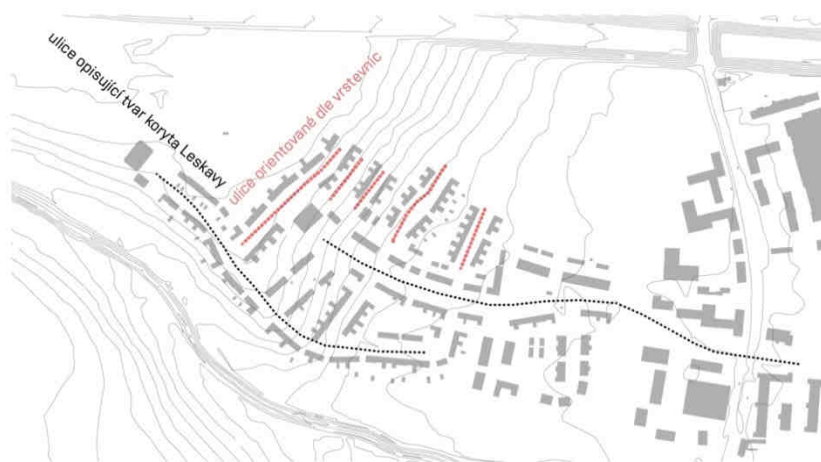 ulice opisující tvar koryta Leskavy
ulice orientované dle vrstevnic